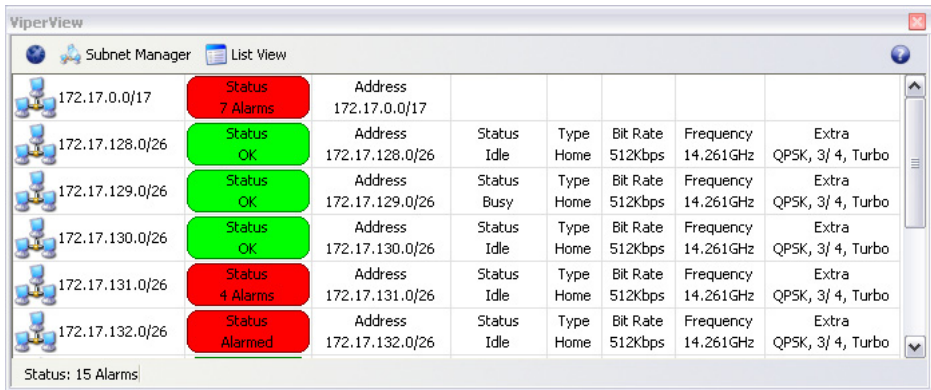 ViperView
Subnet Manager List View
172.17.0.0/17 Status 7 Alarms Address 172.17.0.0/17
172.17.128.0/26 Status OK Address 172.17.128.0/26 Status Idle Type Home Bit Rate 512Kbps Frequency 14.261GHz Extra QPSK, 3/ 4, Turbo
172.17.129.0/26 Status OK Address 172.17.129.0/26 Status Busy Type Home Bit Rate 512Kbps Frequency 14.261GHz Extra QPSK, 3/ 4, Turbo
172.17.130.0/26 Status OK Address 172.17.130.0/26 Status Idle Type Home Bit Rate 512Kbps Frequency 14.261GHz Extra QPSK, 3/ 4, Turbo
172.17.131.0/26 Status 4 Alarms Address 172.17.131.0/26 Status Idle Type Home Bit Rate 512Kbps Frequency 14.261GHz Extra QPSK, 3/ 4, Turbo
172.17.132.0/26 Status Alarmed Address 172.17.132.0/26 Status Idle Type Home Bit Rate 512Kbps Frequency 14.261GHz Extra QPSK, 3/ 4, Turbo
Status: 15 Alarms